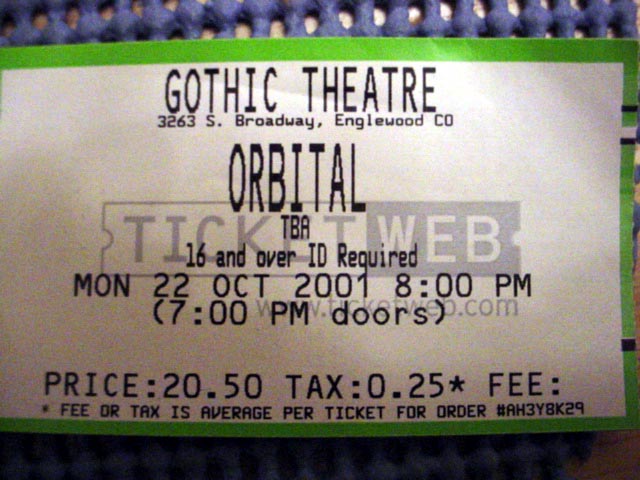 GOTHIC THEATRE
3263 S. Broadway, Englewood CO
ORBITAL
TICKETWEB
TBA
16 and over ID Required
MON 22 OCT 2001 8:00 PM
www.ticketweb.com
(7:00 PM doors)
PRICE:20.50 TAX:0.25* FEE:
* FEE OR TAX IS AVERAGE PER TICKET FOR ORDER #AH3Y8K29